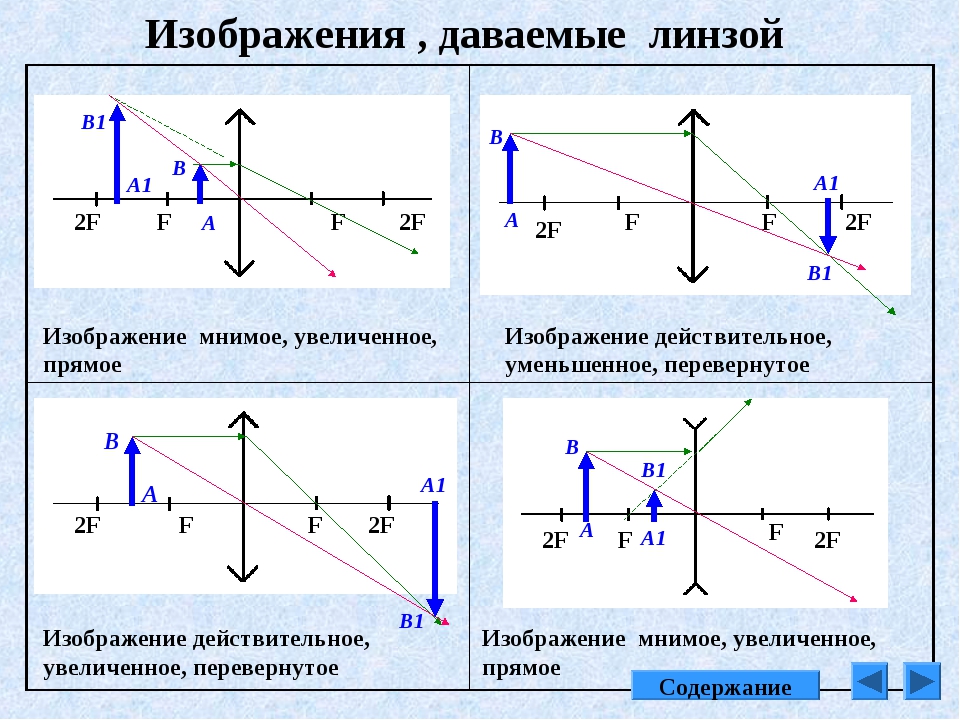 Изображения , даваемые линзой
B1
A1
B
A
2F F F 2F
Изображение мнимое, увеличенное,
прямое
B
A
A1
B1
2F F F 2F
Изображение действительное,
уменьшенное, перевернутое
B
A
A1
B1
2F F F 2F
Изображение действительное,
увеличенное, перевернутое
B
B1
A
A1
2F F F 2F
Изображение мнимое, увеличенное,
прямое
Содержание